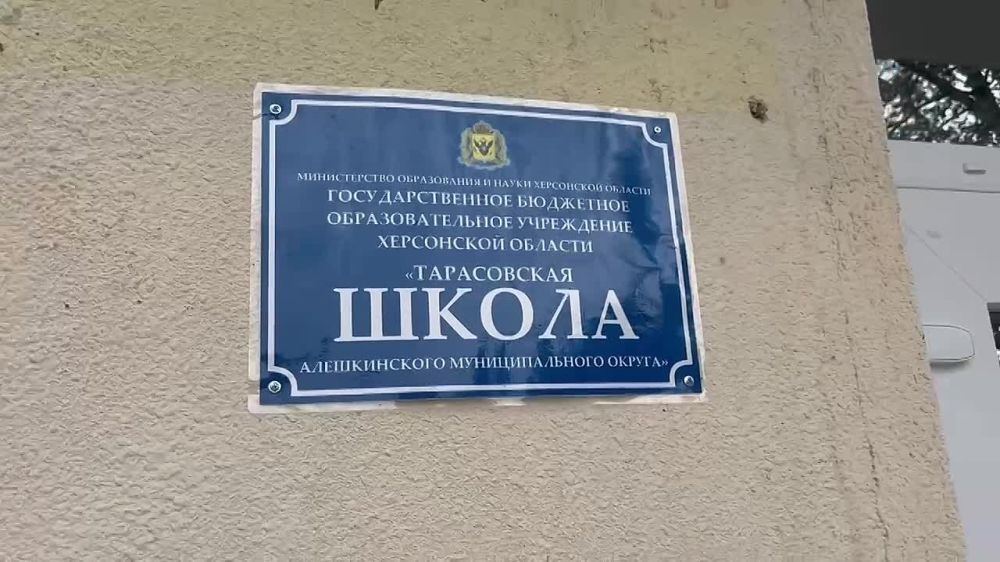 МИНИСТЕРСТВО ОБРАЗОВАНИЯ И НАУКИ ХЕРСОНСКОЙ ОБЛАСТИ
ГОСУДАРСТВЕННОЕ БЮДЖЕТНОЕ
ОБРАЗОВАТЕЛЬНОЕ УЧРЕЖДЕНИЕ
ХЕРСОНСКОЙ ОБЛАСТИ
«ТАРАСОВСКАЯ
ШКОЛА
АЛЕШКИНСКОГО МУНИЦИПАЛЬНОГО ОКРУГА»